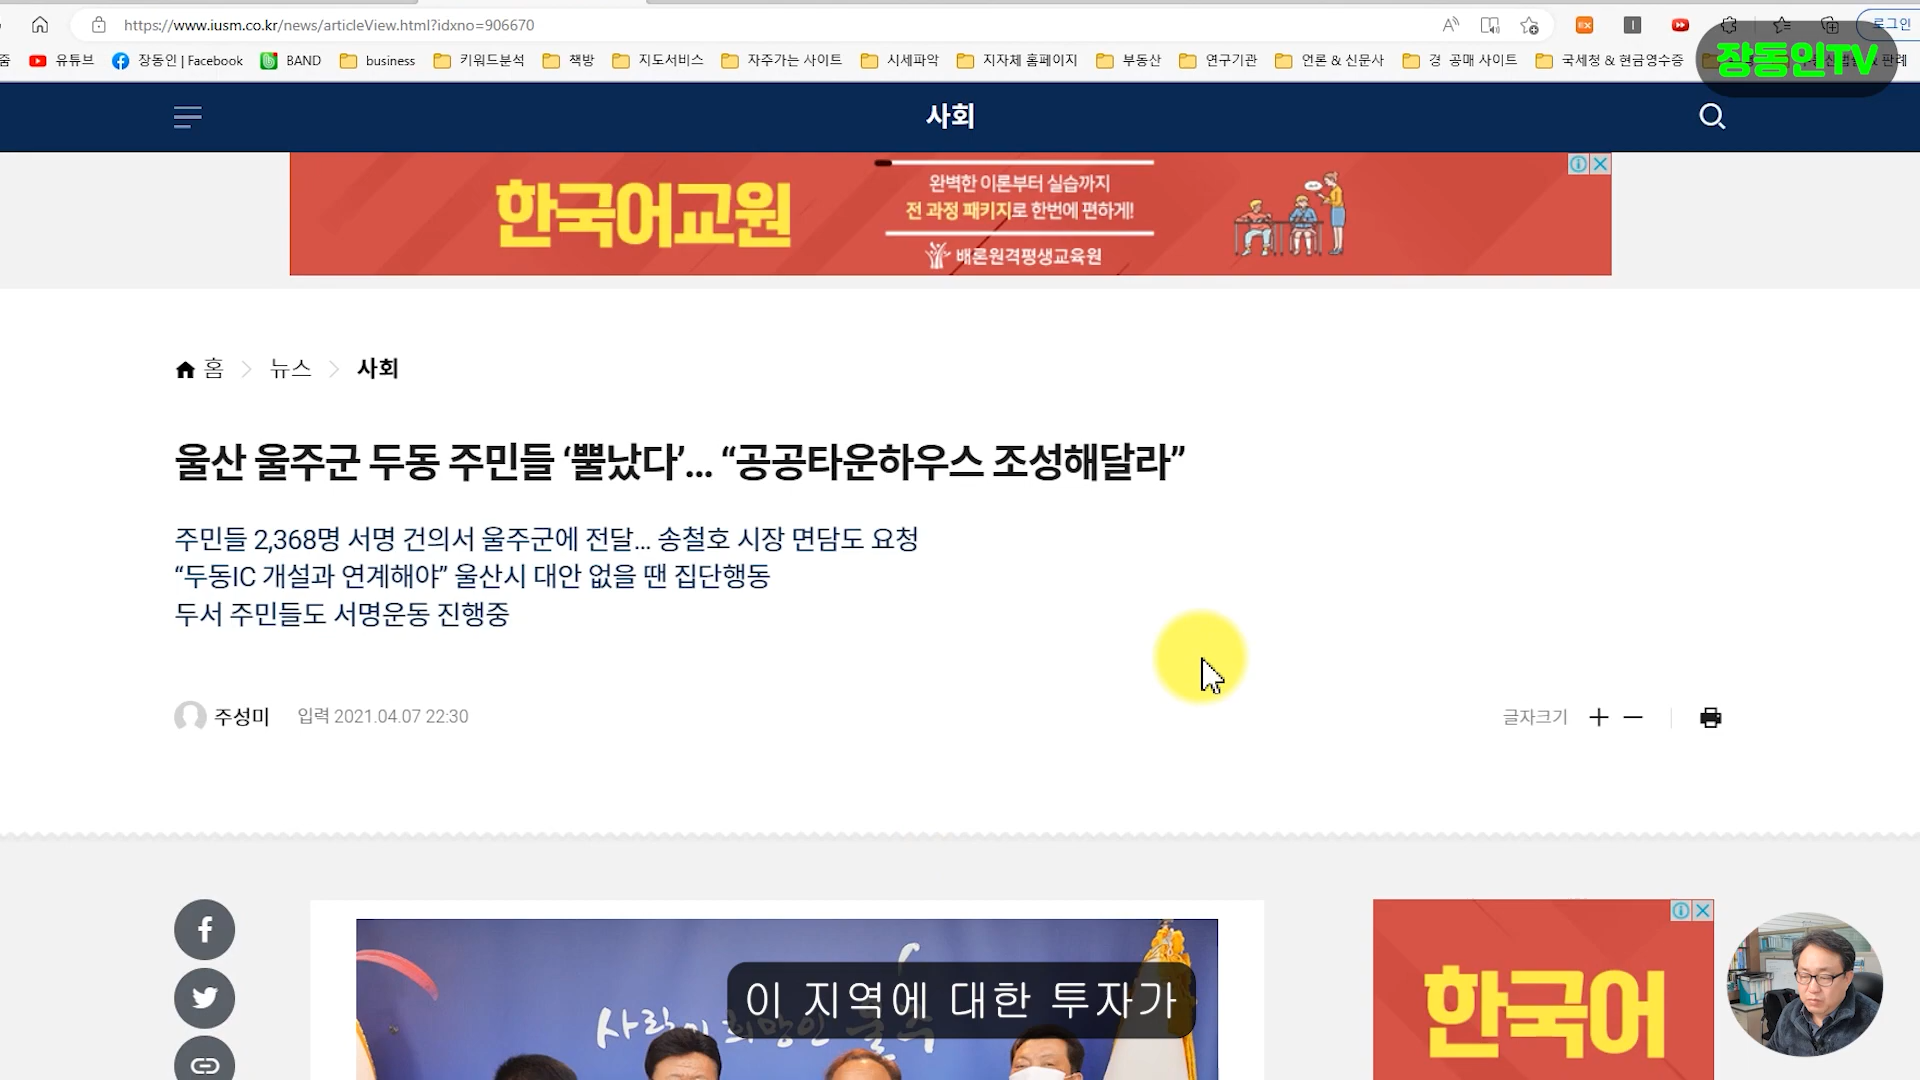 https://www.iusm.co.kr/news/articleView.html?idxno=906670
로그인
유튜브
장동인 | Facebook
BAND
business
키워드분석
책방
지도서비스
자주가는 사이트
시세파악
지자체 홈페이지
부동산
연구기관
언론 & 신문사
경 공매 사이트
국세청 & 현금영수증
판례
장동인TV
사회
한국어교원
완벽한 이론부터 실습까지
전 과정 패키지로 한번에 편하게!
배론원격평생교육원
홈
뉴스
사회
울산 울주군 두동 주민들 ‘뿔났다’... “공공타운하우스 조성해달라”
주민들 2,368명 서명 건의서 울주군에 전달... 송철호 시장 면담도 요청
“두동IC 개설과 연계해야” 울산시 대안 없을 땐 집단행동
두서 주민들도 서명운동 진행중
주성미
입력 2021.04.07 22:30
글자크기
이 지역에 대한 투자가
한국어